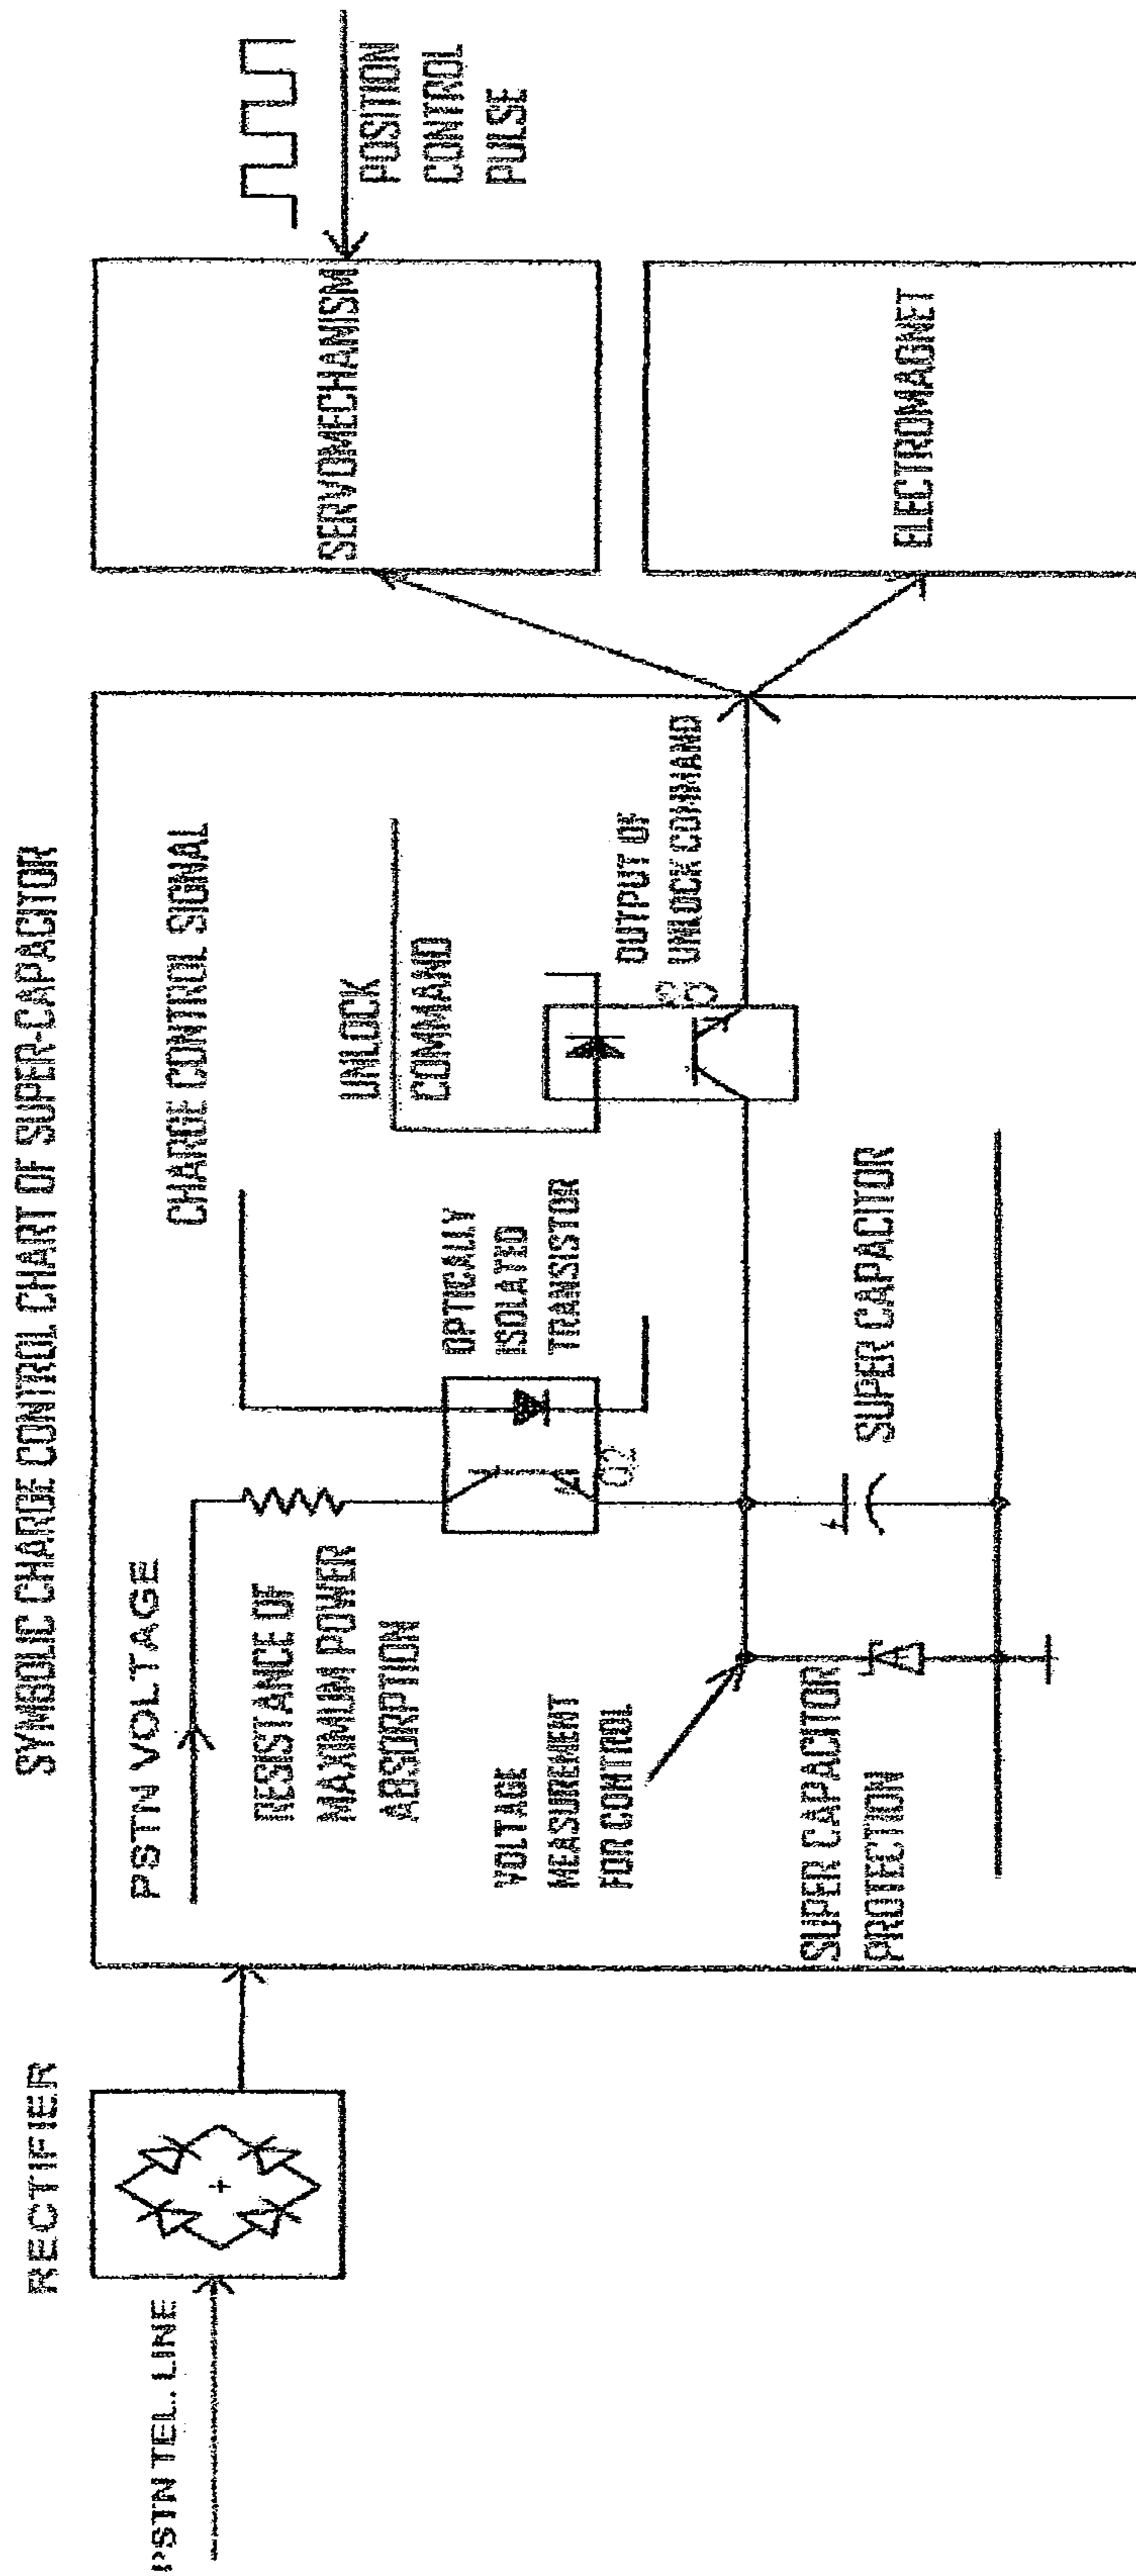 SYMBOLIC CHARGE CONTROL CHART OF SUPER-CAPACITOR
RECTIFIER
PSTN TEL. LINE
PSTN VOLTAGE
RESISTANCE OF
MAXIMUM POWER
ABSORPTION
VOLTAGE
MEASUREMENT
FOR CONTROL
SUPER CAPACITOR
PROTECTION
CHARGE CONTROL SIGNAL
OPTICALLY
ISOLATED
TRANSISTOR
SUPER CAPACITOR
UNLOCK
COMMAND
OUTPUT OF
UNLOCK COMMAND
SERVOMECHANISM
ELECTROMAGNET
POSITION
CONTROL
PULSE